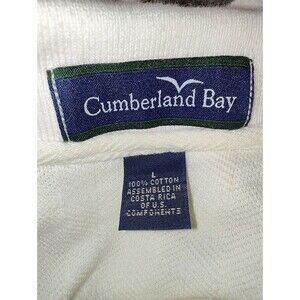 Cumberland Bay
L
100% COTTON
ASSEMBLED IN
COSTA RICA
OF U.S.
COMPONENTS